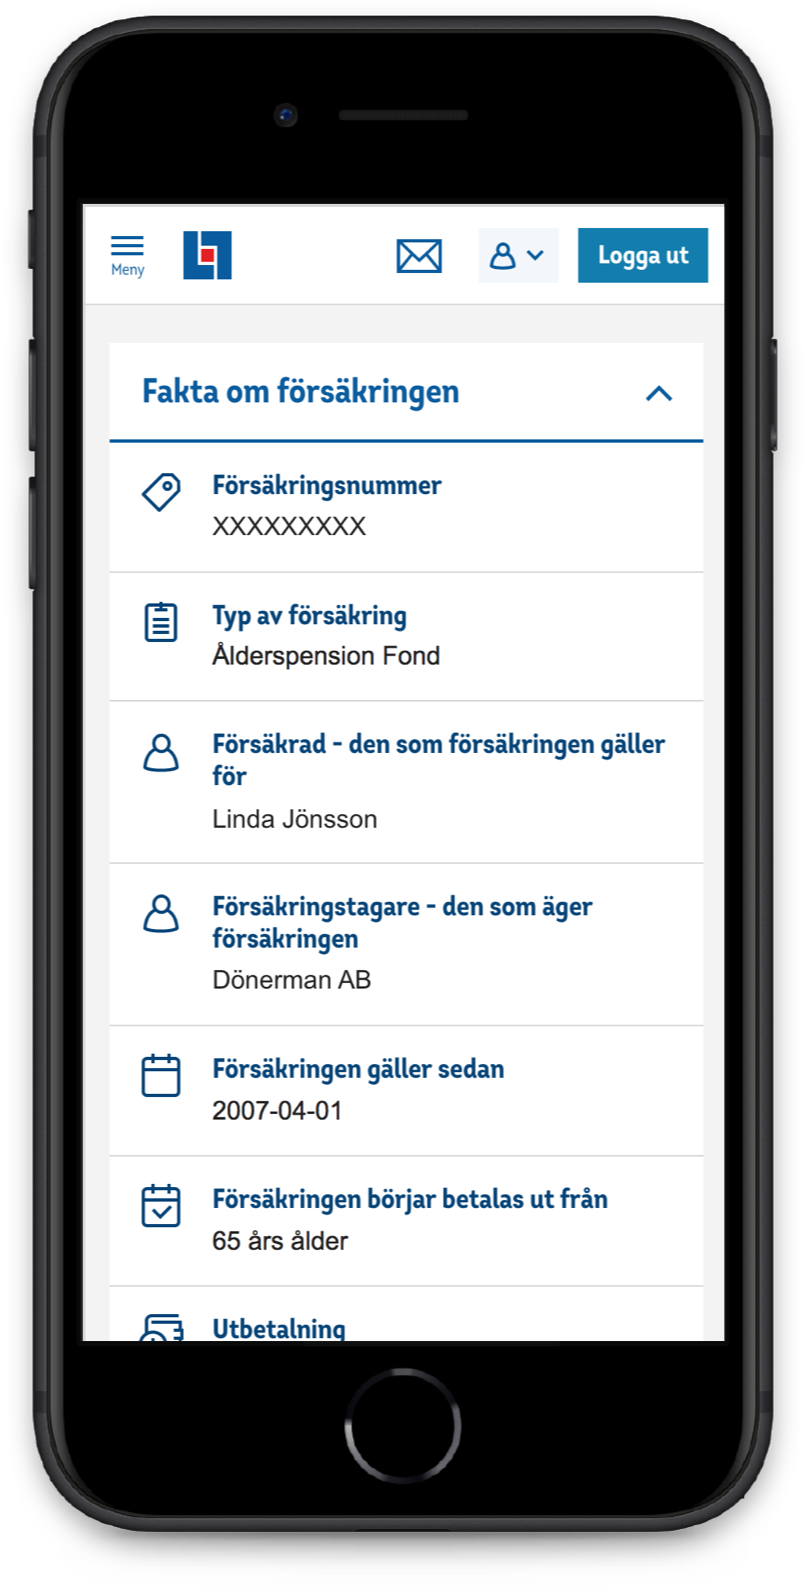 Meny
Logga ut
Fakta om försäkringen
Försäkringsnummer
XXXXXXXXX
Typ av försäkring
Ålderspension Fond
Försäkrad - den som försäkringen gäller
för
Linda Jönsson
Försäkringstagare - den som äger
försäkringen
Dönerman AB
Försäkringen gäller sedan
2007-04-01
Försäkringen börjar betalas ut från
65 års ålder
Utbetalning